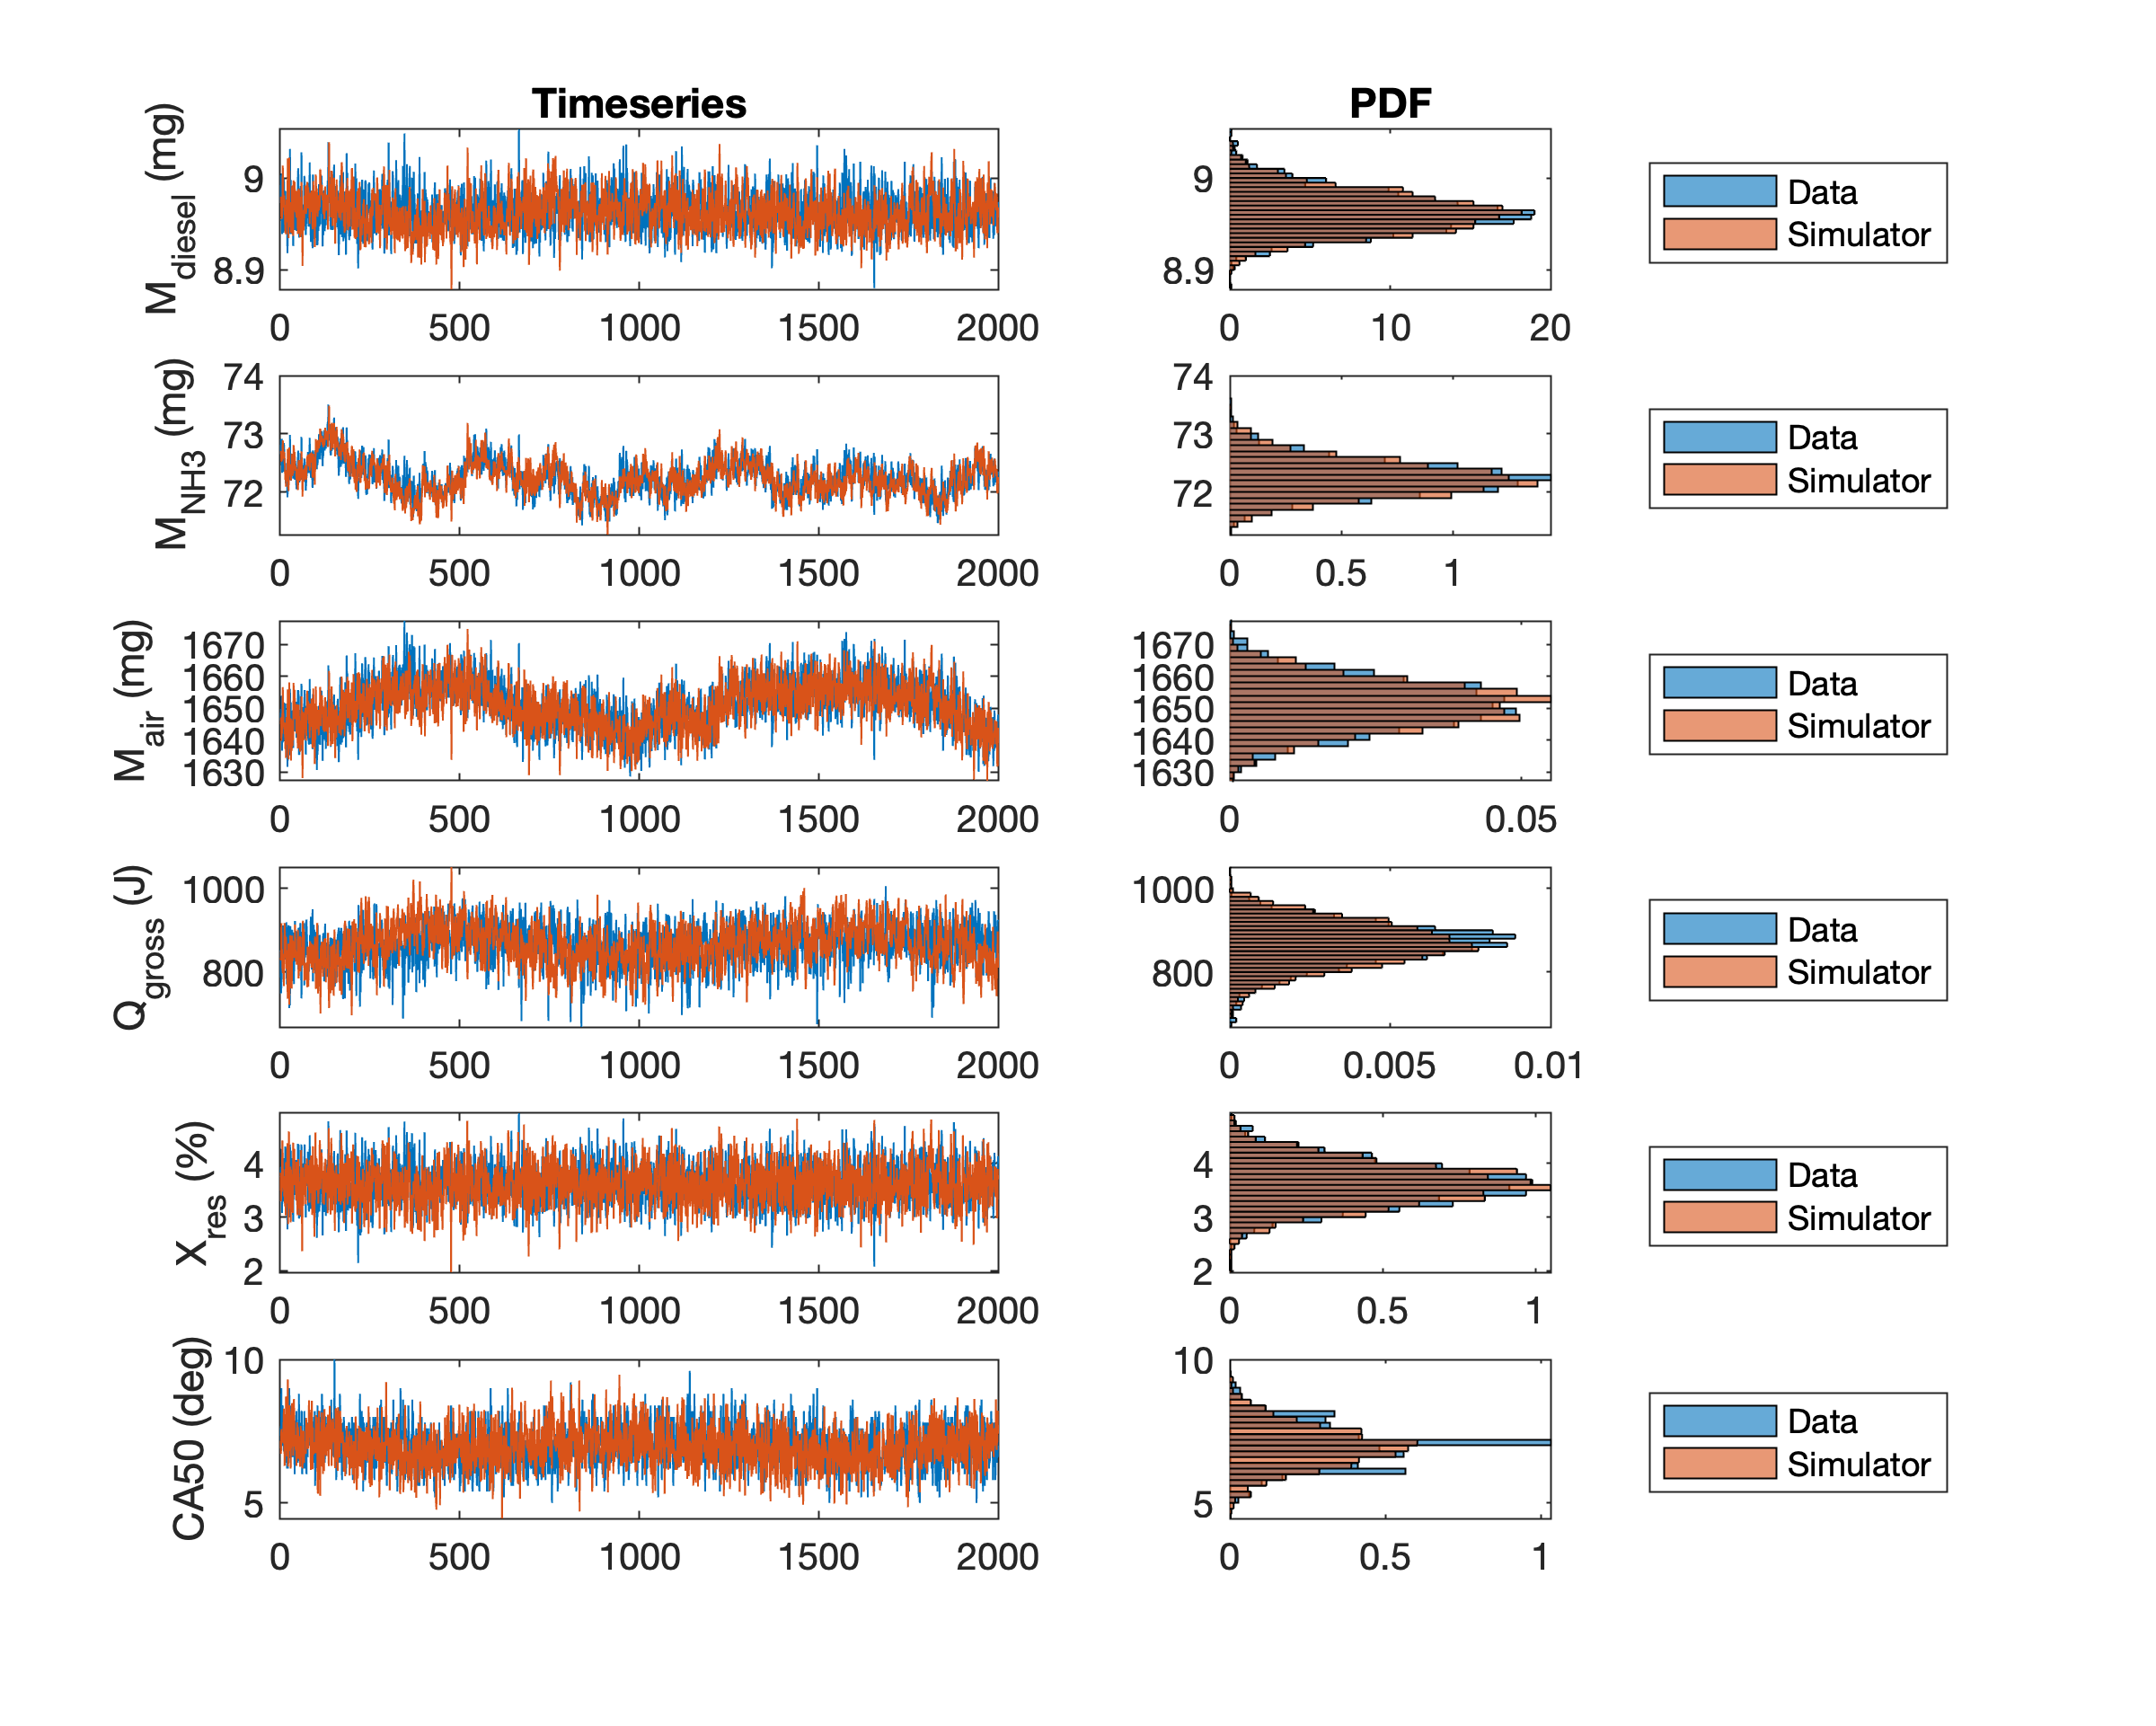 Timeseries
PDF
M_diesel (mg)
9
8.9
0 500 1000 1500 2000
9
8.9
0 10 20
Data
Simulator
M_NH3 (mg)
74
73
72
0 500 1000 1500 2000
74
73
72
0 0.5 1
Data
Simulator
M_air (mg)
1670
1660
1650
1640
1630
0 500 1000 1500 2000
1670
1660
1650
1640
1630
0 0.05
Data
Simulator
Q_gross (J)
1000
800
0 500 1000 1500 2000
1000
800
0 0.005 0.01
Data
Simulator
X_res (%)
4
3
2
0 500 1000 1500 2000
4
3
2
0 0.5 1
Data
Simulator
CA50 (deg)
10
5
0 500 1000 1500 2000
10
5
0 0.5 1
Data
Simulator